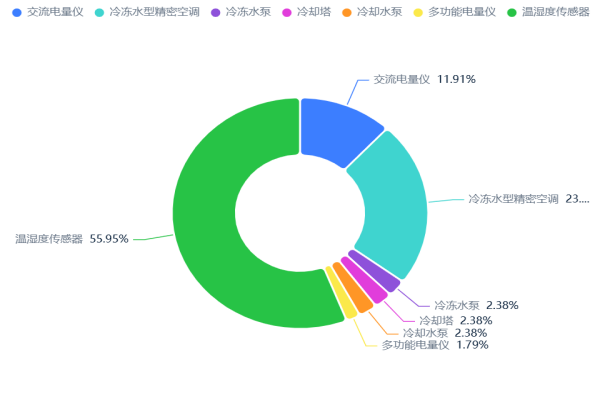 交流电量仪 冷冻水型精密空调 冷冻水泵 冷却塔 冷却水泵 多功能电量仪 温湿度传感器
交流电量仪 11.91%
冷冻水型精密空调 23....
温湿度传感器 55.95%
冷冻水泵 2.38%
冷却塔 2.38%
冷却水泵 2.38%
多功能电量仪 1.79%